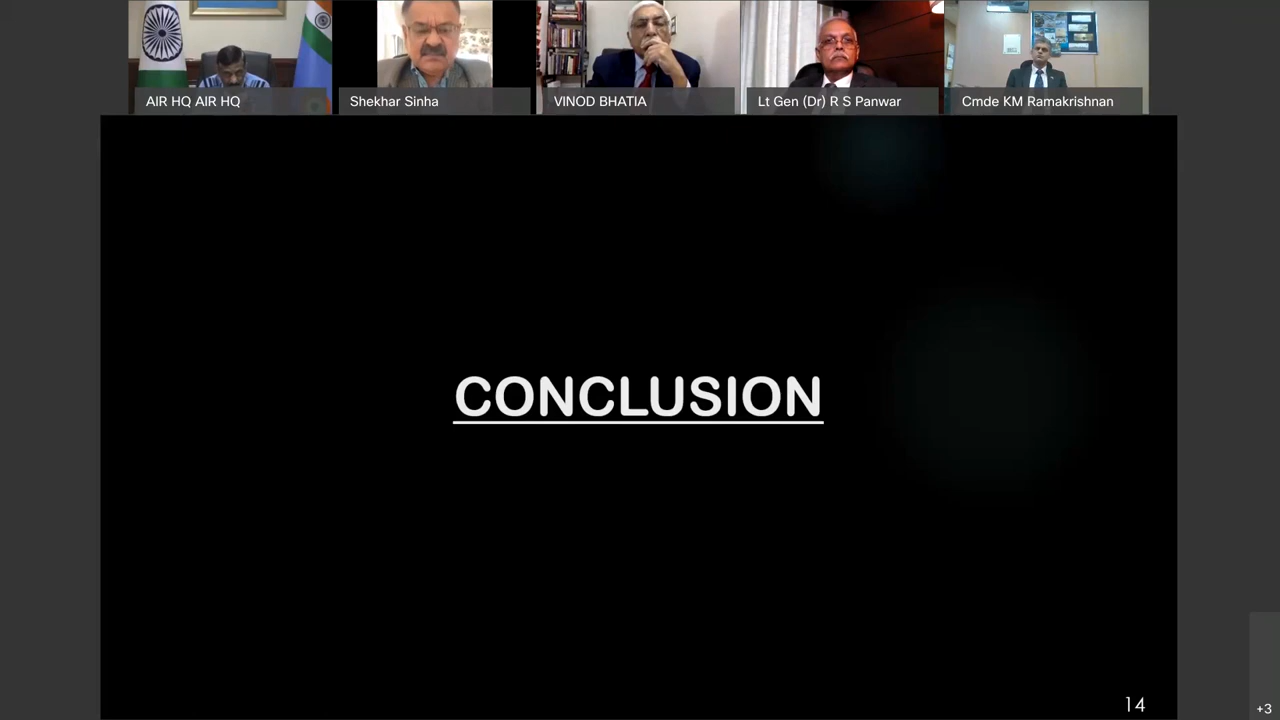 AIR HQ AIR HQ
Shekhar Sinha
VINOD BHATIA
Lt Gen (Dr) R S Panwar
Cmde KM Ramakrishnan
CONCLUSION
14
+3